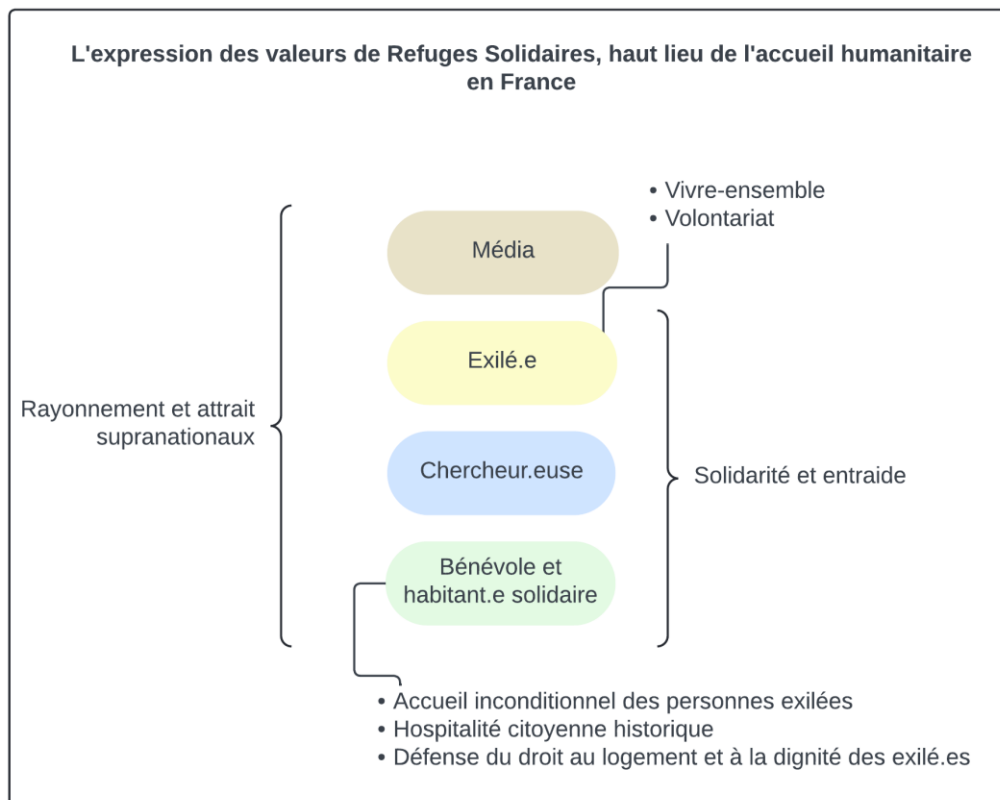 L'expression des valeurs de Refuges Solidaires, haut lieu de l'accueil humanitaire
en France
• Vivre-ensemble
• Volontariat
Média
Exilé.e
Rayonnement et attrait
supranationaux
Chercheur.euse
Solidarité et entraide
Bénévole et
habitant.e solidaire
• Accueil inconditionnel des personnes exilées
• Hospitalité citoyenne historique
• Défense du droit au logement et à la dignité des exilé.es